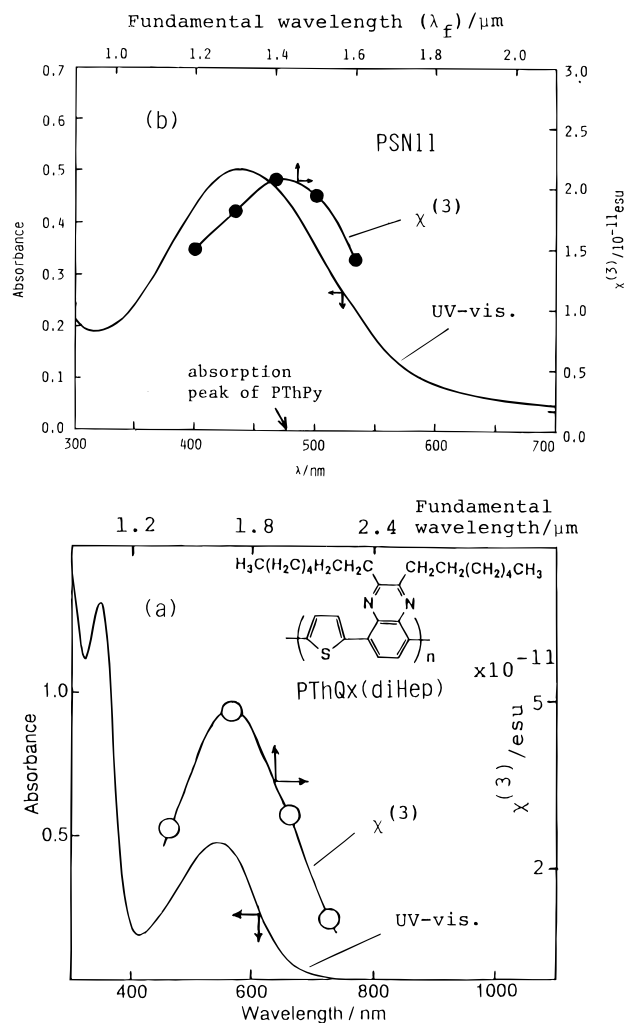 Fundamental wavelength (λf)/μm
1.0 1.2 1.4 1.6 1.8 2.0
0.7 3.0
(b)
PSN11
0.6 2.5
0.5 2.0
0.4 1.5
0.3 1.0
0.2 0.5
0.1
0.0 0.0
Absorbance
χ(3)/10-11esu
χ(3)
UV-vis.
absorption
peak of PThPy
300 400 500 600 700
λ/nm
Fundamental
wavelength/μm
1.2 1.8 2.4
H3C(H2C)4H2CH2C CH2CH2(CH2)4CH3
(a)
N N
S
n
PThQx(diHep)
x10-11
1.0 5
0.5 2
Absorbance
χ(3)/esu
χ(3)
UV-vis.
400 600 800 1000
Wavelength / nm